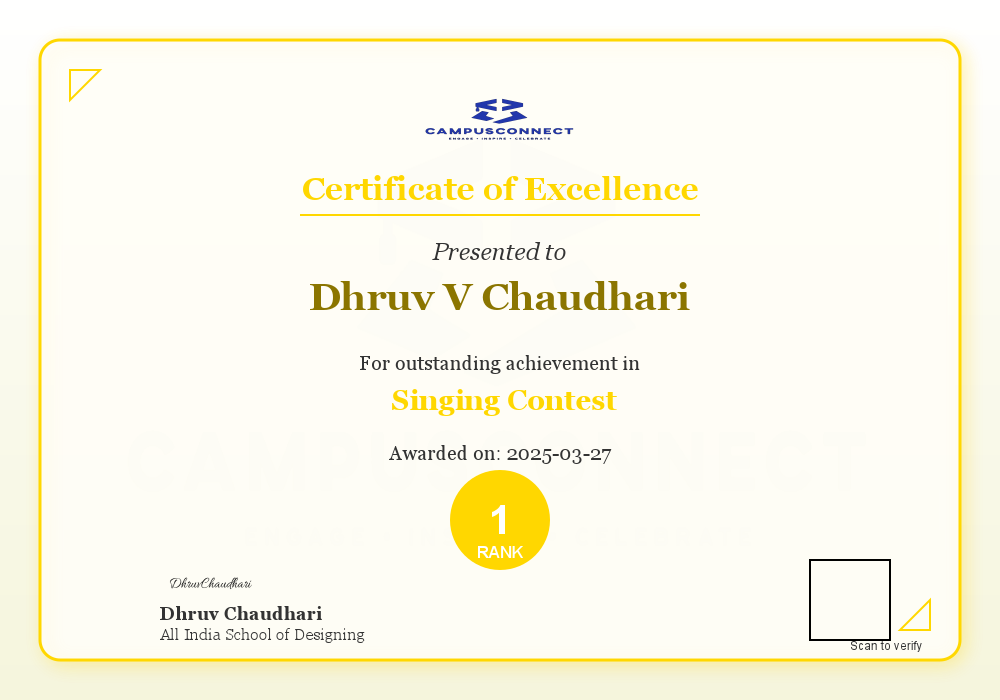 CAMPUSCONNECT
ENGAGE • INSPIRE • CELEBRATE
Certificate of Excellence
Presented to
Dhruv V Chaudhari
For outstanding achievement in
Singing Contest
Awarded on: 2025-03-27
1
RANK
DhruvChaudhari
Dhruv Chaudhari
All India School of Designing
Scan to verify